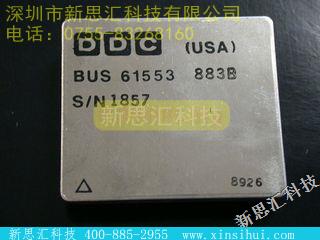 深圳市新思汇科技有限公司
电话：0755-83268160
DDC (USA)
BUS 61553 883B
S/N 1857
新思汇科技
新思汇科技
8926
新思汇科技 400-885-2955 www.xinsihui.com